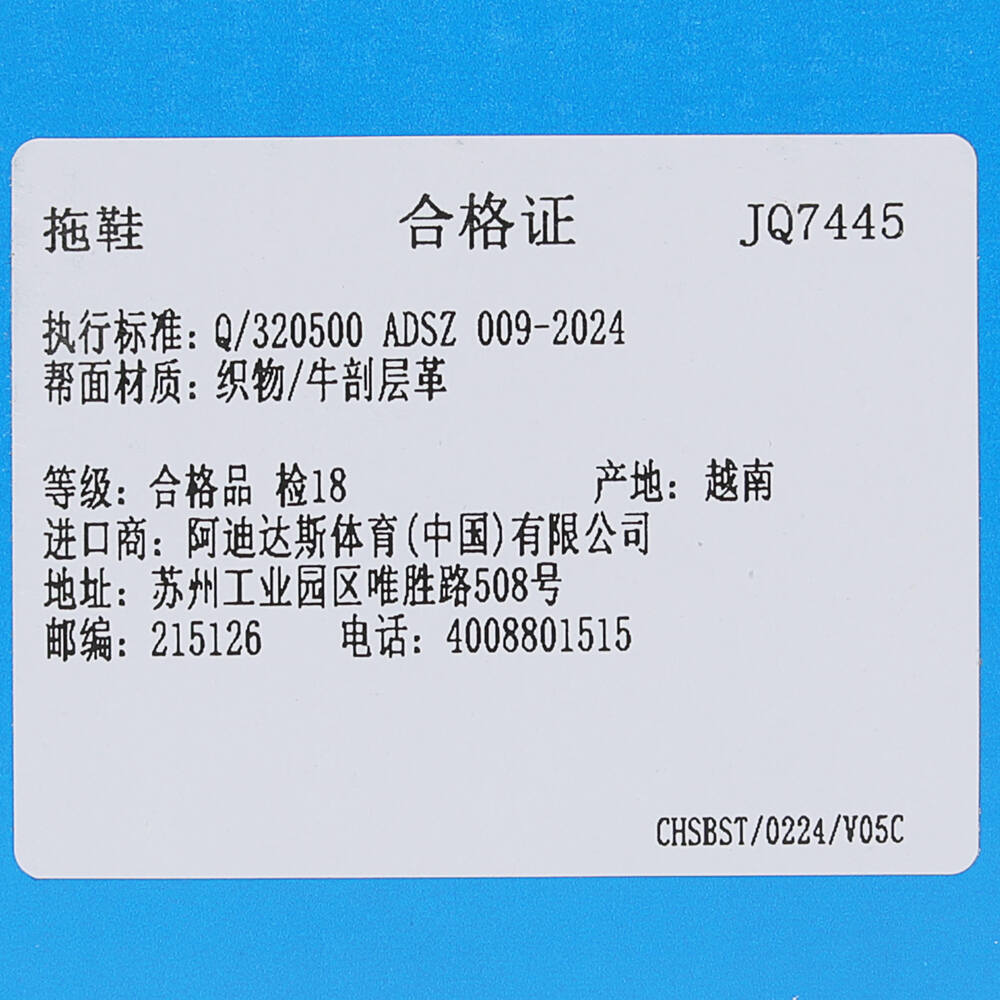 拖鞋 合格证 JQ7445
执行标准: Q/320500 ADSZ 009-2024
帮面材质: 织物/牛剖层革
等级: 合格品 检18 产地: 越南
进口商: 阿迪达斯体育(中国)有限公司
地址: 苏州工业园区唯胜路508号
邮编: 215126 电话: 4008801515
CHSBST/0224/V05C